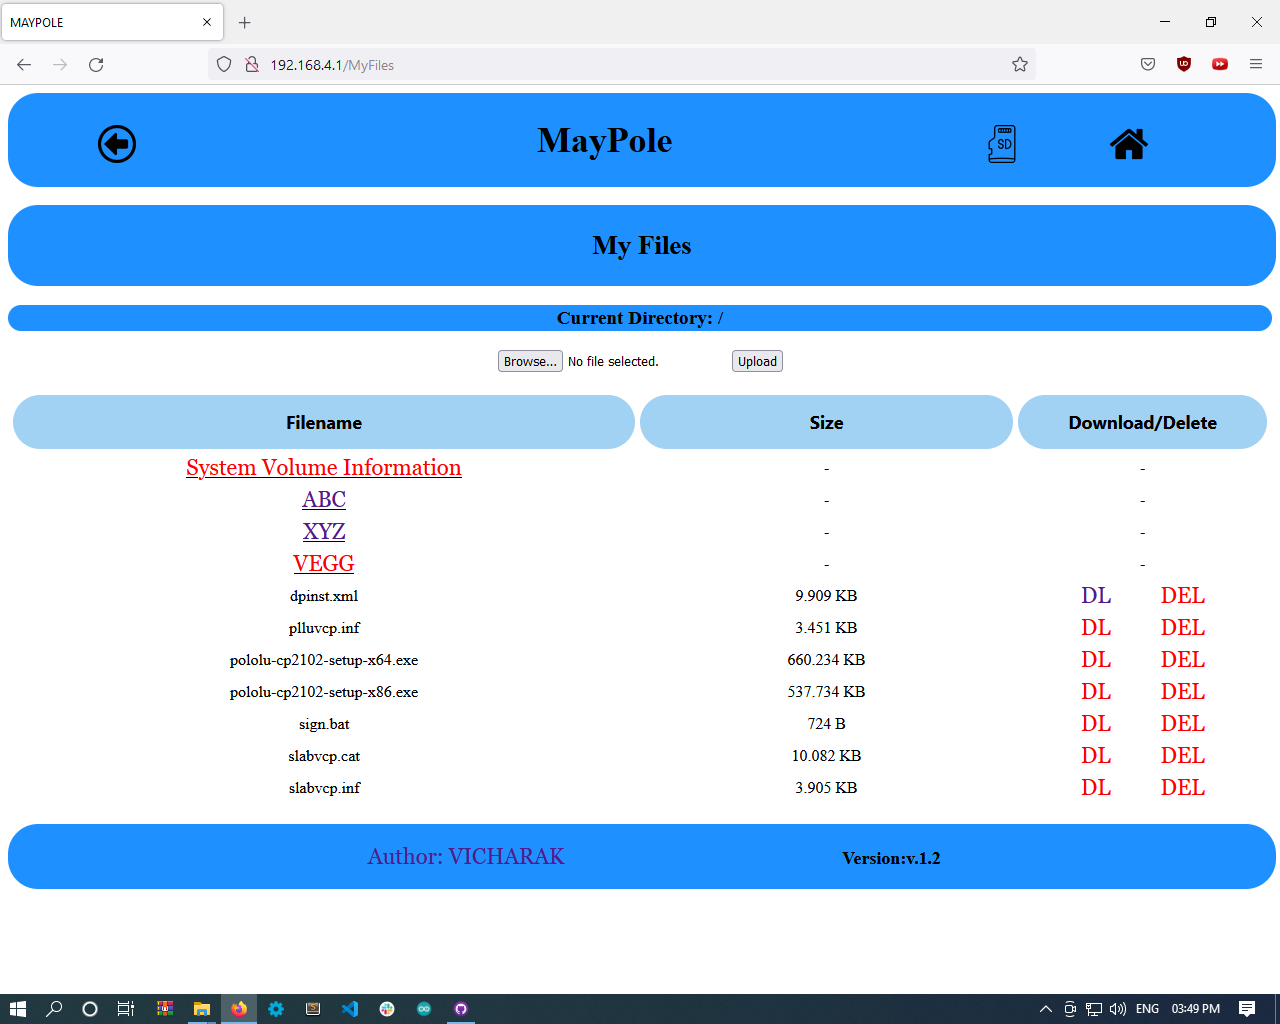 MAYPOLE
192.168.4.1/MyFiles
MayPole
SD
My Files
Current Directory: /
Browse... No file selected. Upload
Filename Size Download/Delete
System Volume Information - -
ABC - -
XYZ - -
VEGG - -
dpinst.xml 9.909 KB DL DEL
plluvcp.inf 3.451 KB DL DEL
pololu-cp2102-setup-x64.exe 660.234 KB DL DEL
pololu-cp2102-setup-x86.exe 537.734 KB DL DEL
sign.bat 724 B DL DEL
slabvcp.cat 10.082 KB DL DEL
slabvcp.inf 3.905 KB DL DEL
Author: VICHARAK Version:v.1.2
ENG 03:49 PM